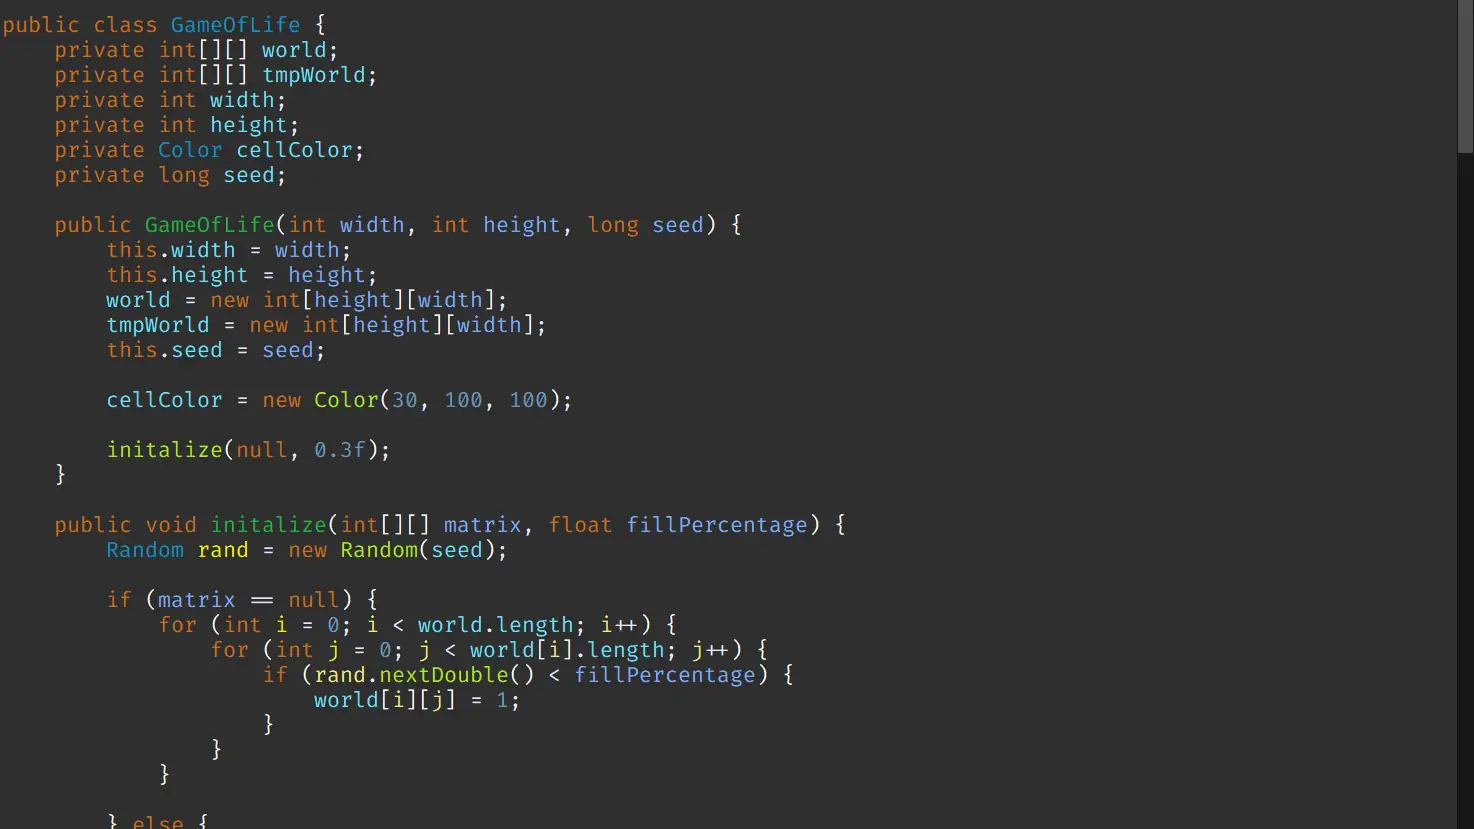 public class GameOfLife {
    private int[][] world;
    private int[][] tmpWorld;
    private int width;
    private int height;
    private Color cellColor;
    private long seed;

    public GameOfLife(int width, int height, long seed) {
        this.width = width;
        this.height = height;
        world = new int[height][width];
        tmpWorld = new int[height][width];
        this.seed = seed;

        cellColor = new Color(30, 100, 100);

        initalize(null, 0.3f);
    }

    public void initalize(int[][] matrix, float fillPercentage) {
        Random rand = new Random(seed);

        if (matrix == null) {
            for (int i = 0; i < world.length; i++) {
                for (int j = 0; j < world[i].length; j++) {
                    if (rand.nextDouble() < fillPercentage) {
                        world[i][j] = 1;
                    }
                }
            }

        } else {